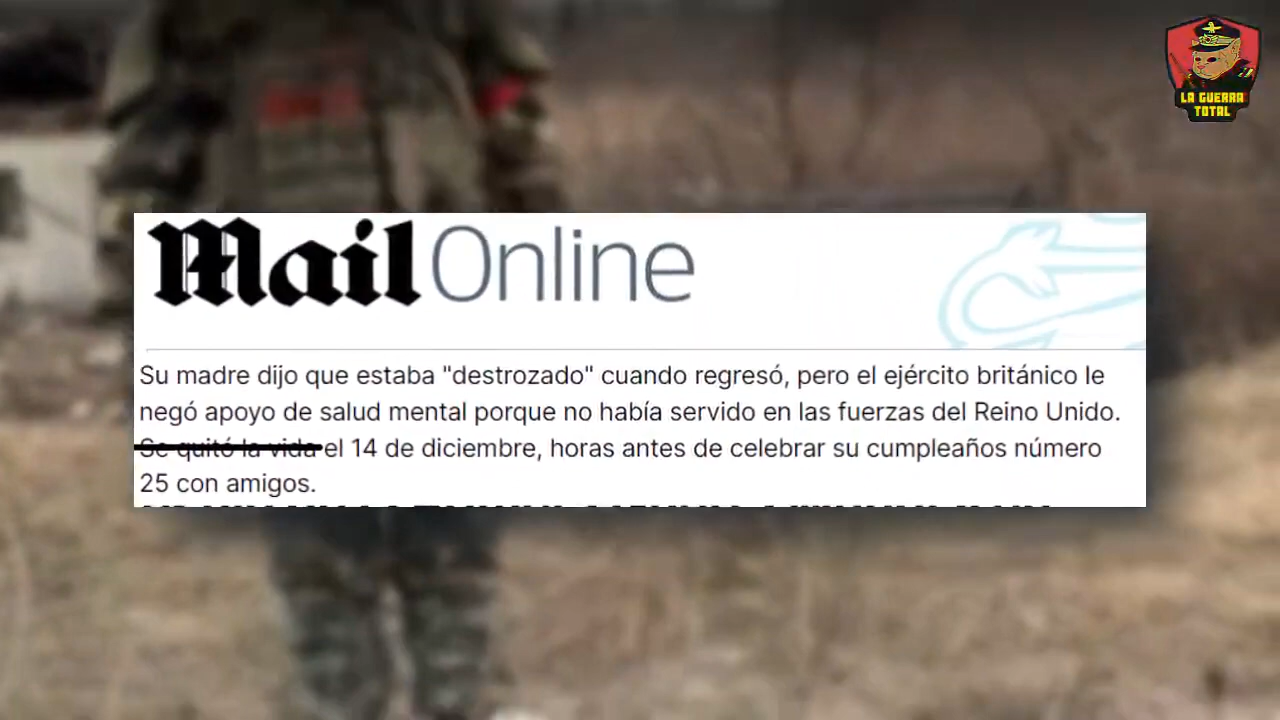 LA GUERRA
TOTAL
Mail Online
Su madre dijo que estaba "destrozado" cuando regresó, pero el ejército británico le
negó apoyo de salud mental porque no había servido en las fuerzas del Reino Unido.
Se quitó la vida el 14 de diciembre, horas antes de celebrar su cumpleaños número
25 con amigos.